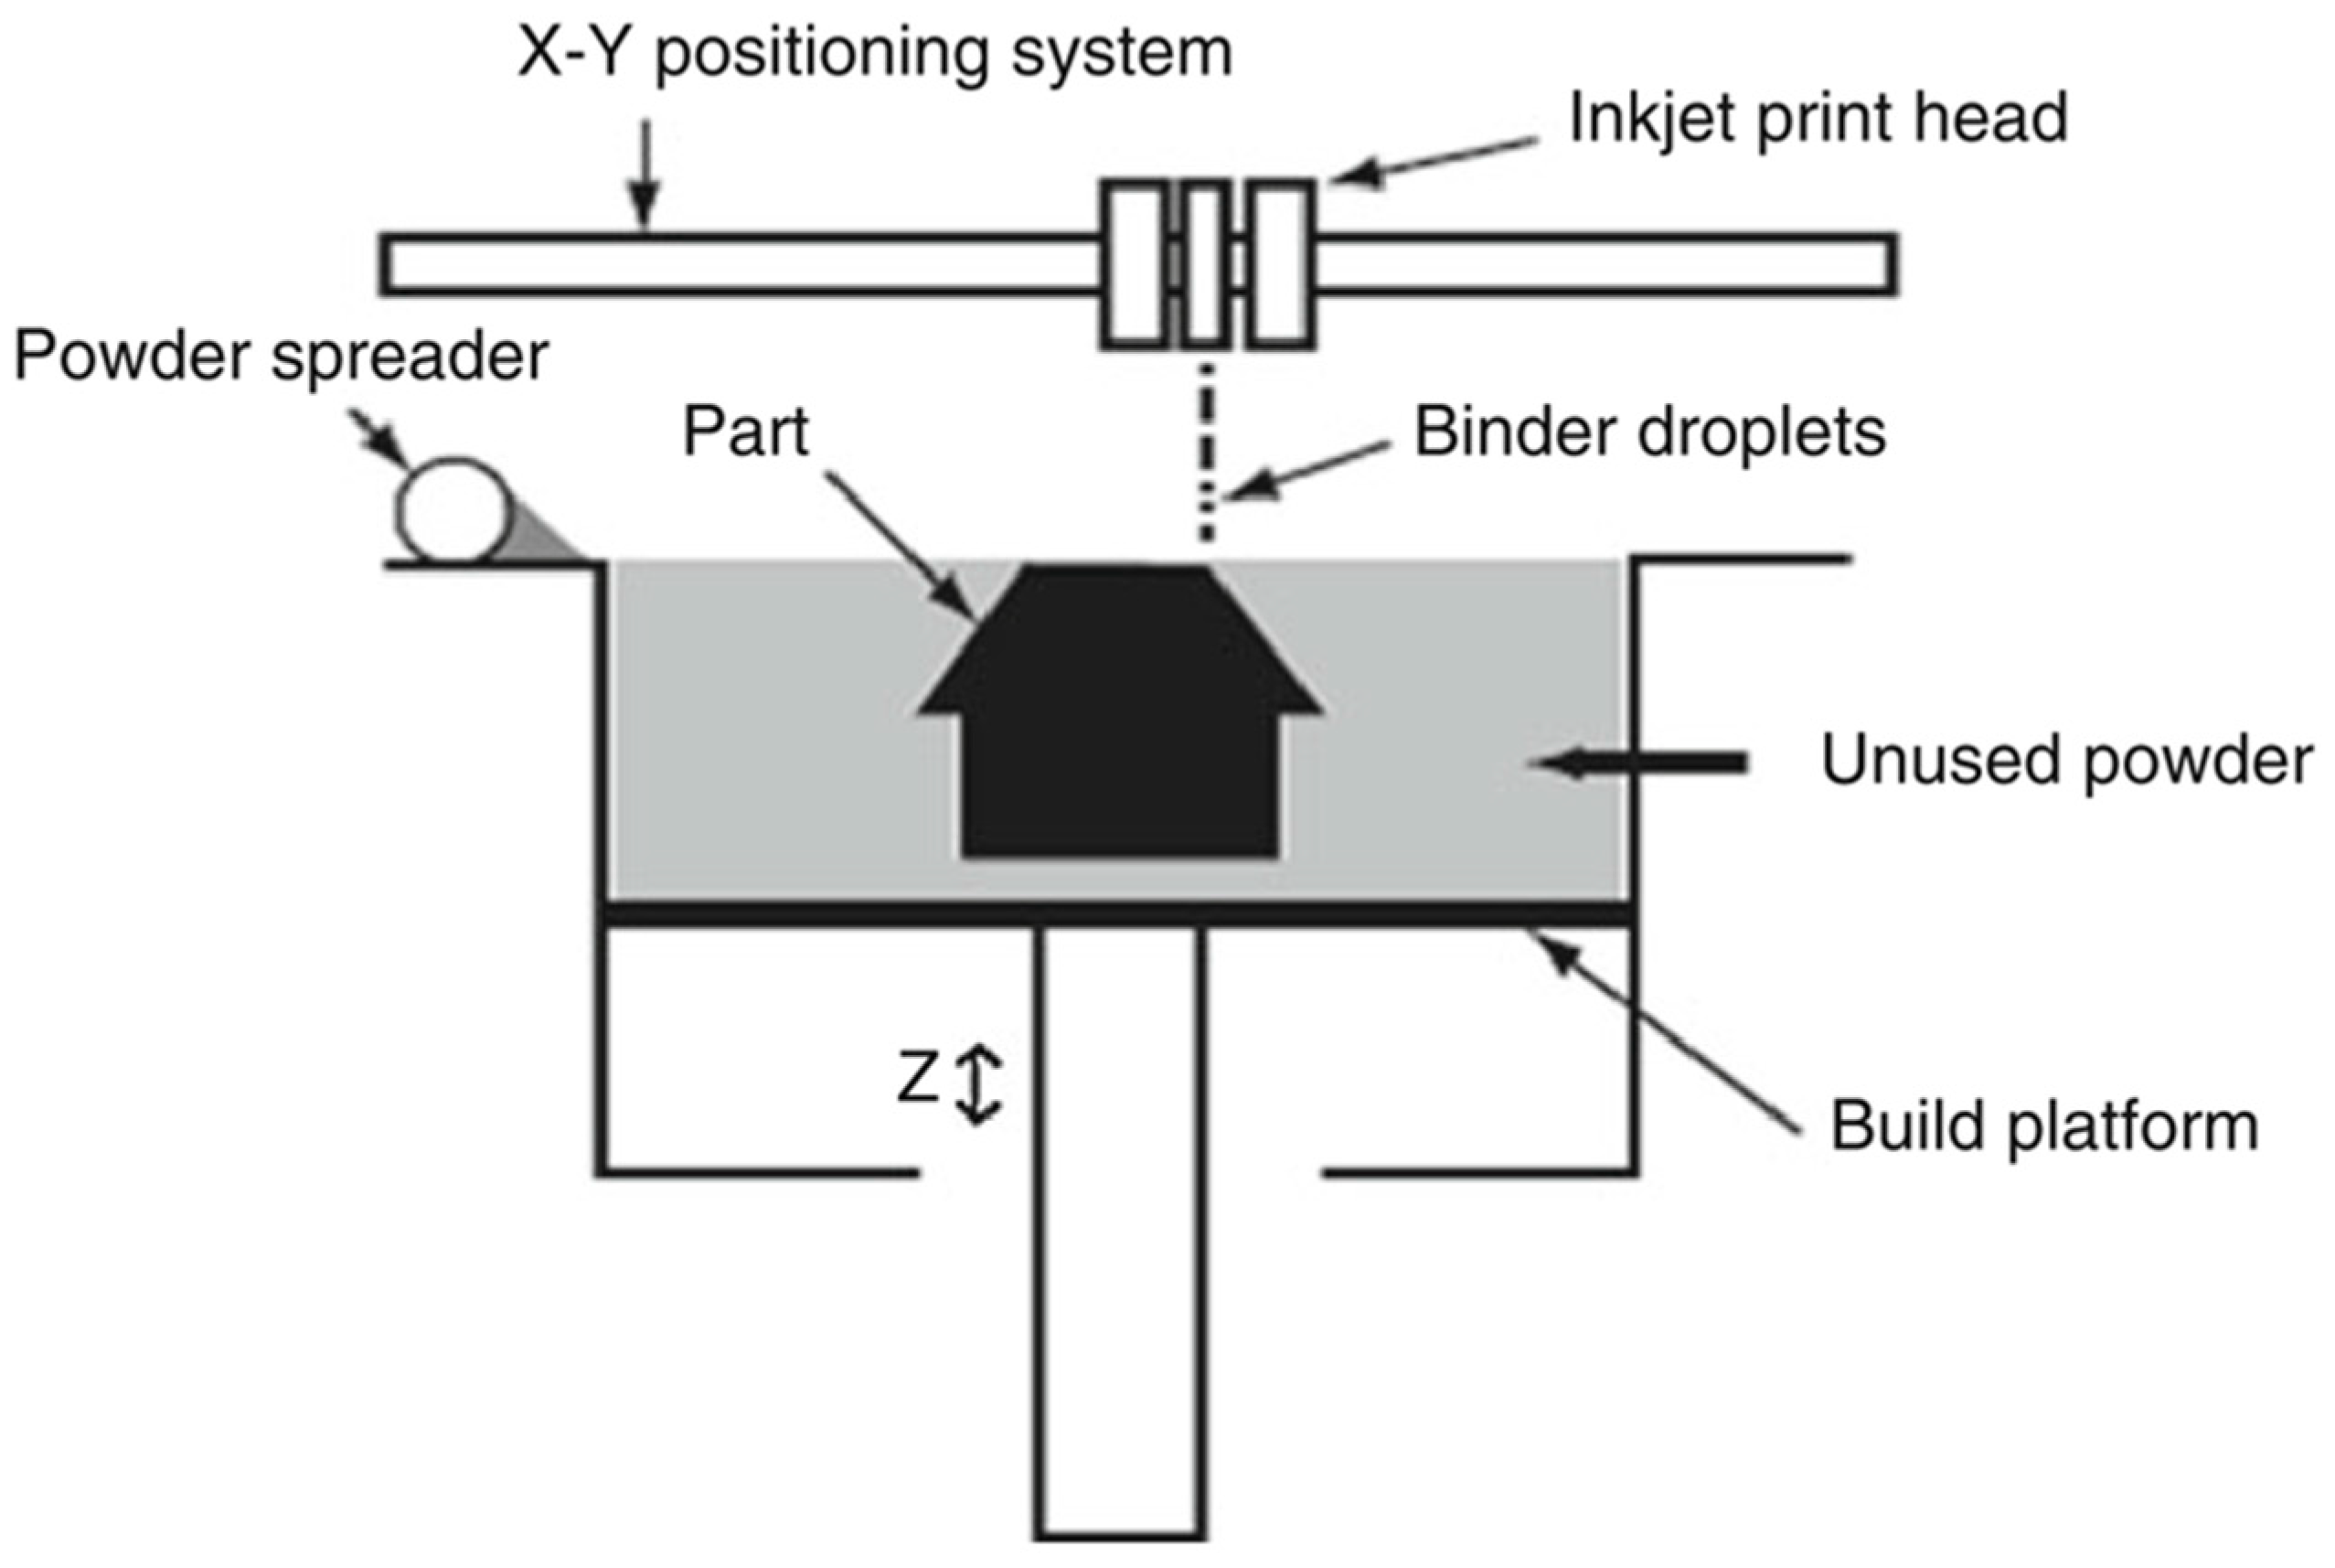 X-Y positioning system
Inkjet print head
Powder spreader
Part
Binder droplets
Unused powder
Z
Build platform